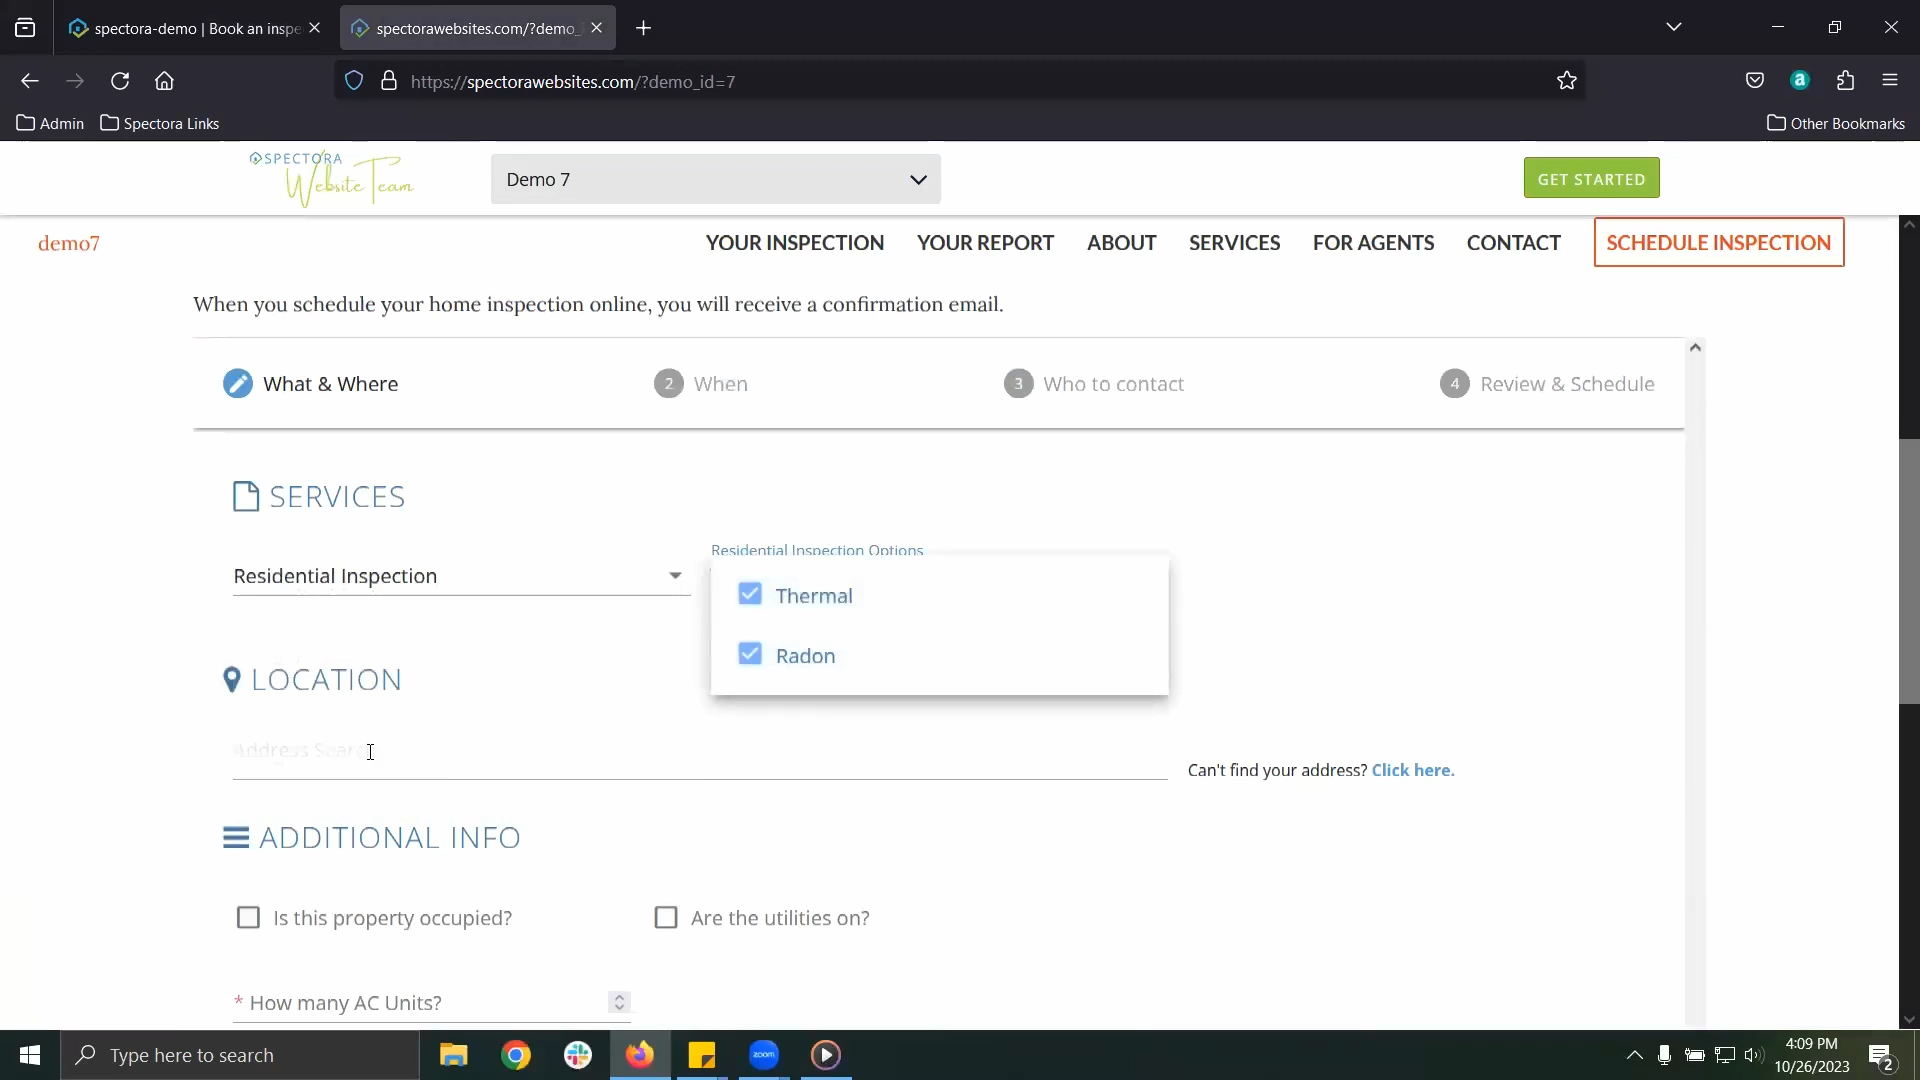 spectora-demo | Book an inspe
spectorawebsites.com/?demo_
https://spectorawebsites.com/?demo_id=7
Admin
Spectora Links
Other Bookmarks
SPECTORA
Website Team
Demo 7
GET STARTED
demo7
YOUR INSPECTION
YOUR REPORT
ABOUT
SERVICES
FOR AGENTS
CONTACT
SCHEDULE INSPECTION
When you schedule your home inspection online, you will receive a confirmation email.
What & Where
2 When
3 Who to contact
4 Review & Schedule
SERVICES
Residential Inspection Options
Residential Inspection
Thermal
Radon
LOCATION
Address Search
Can't find your address? Click here.
ADDITIONAL INFO
Is this property occupied?
Are the utilities on?
* How many AC Units?
Type here to search
zoom
4:09 PM
10/26/2023
2